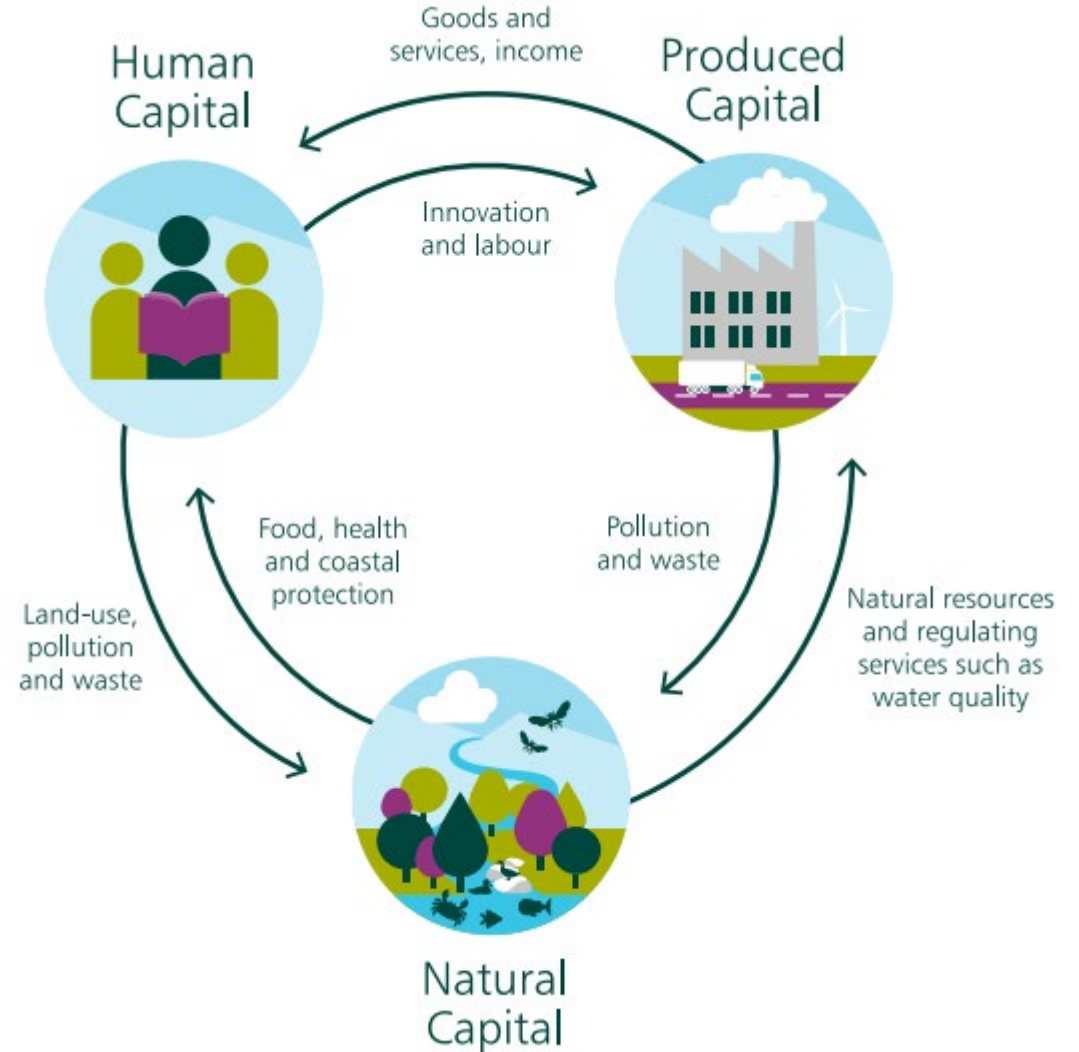 Goods and
services, income
Human
Capital
Produced
Capital
Innovation
and labour
Food, health
and coastal
protection
Pollution
and waste
Land-use,
pollution
and waste
Natural resources
and regulating
services such as
water quality
Natural
Capital